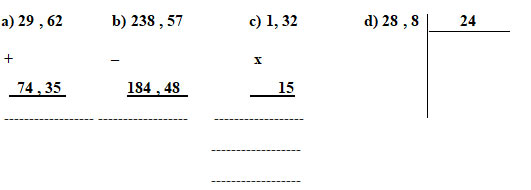 a) 29 , 62 b) 238 , 57 c) 1, 32 d) 28 , 8 24
+ – x
74 , 35 184 , 48 15